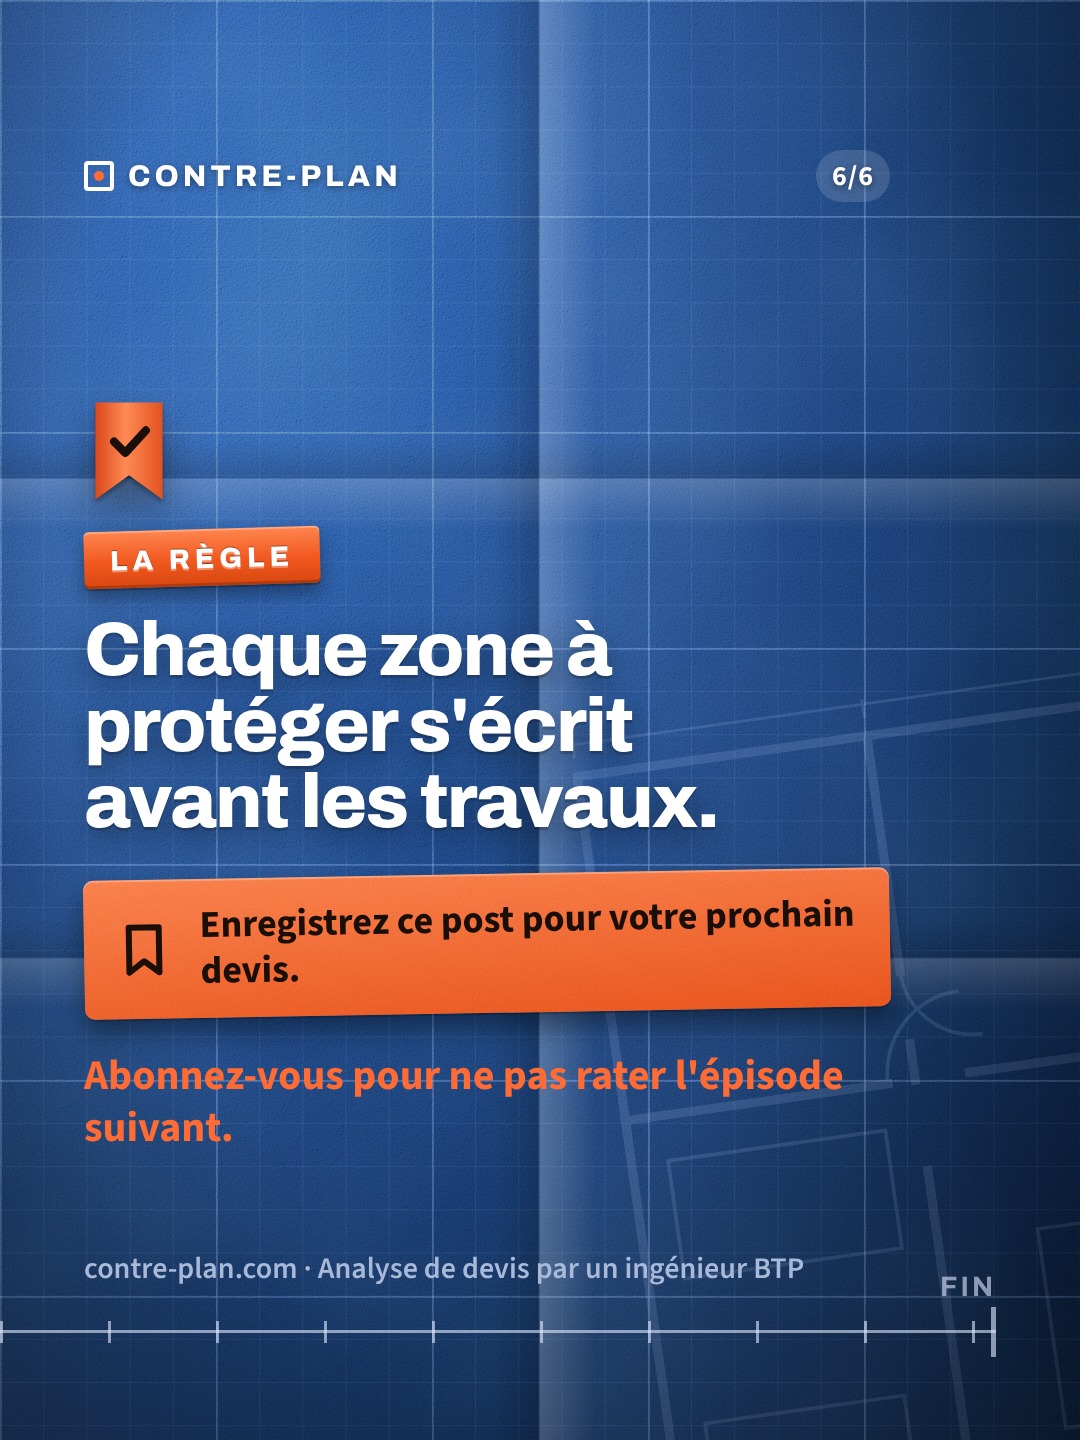 CONTRE-PLAN
6/6
LA RÈGLE
Chaque zone à
protéger s'écrit
avant les travaux.
Enregistrez ce post pour votre prochain
devis.
Abonnez-vous pour ne pas rater l'épisode
suivant.
contre-plan.com · Analyse de devis par un ingénieur BTP
FIN